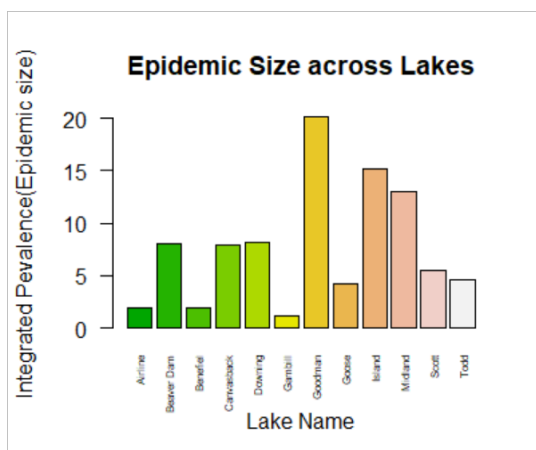 Epidemic Size across Lakes
Integrated Pevalence(Epidemic size)
20
15
10
5
0
Airline
Beaver Dam
Benefiel
Canvasback
Downing
Gambill
Goodman
Goose
Island
Midland
Scott
Todd
Lake Name